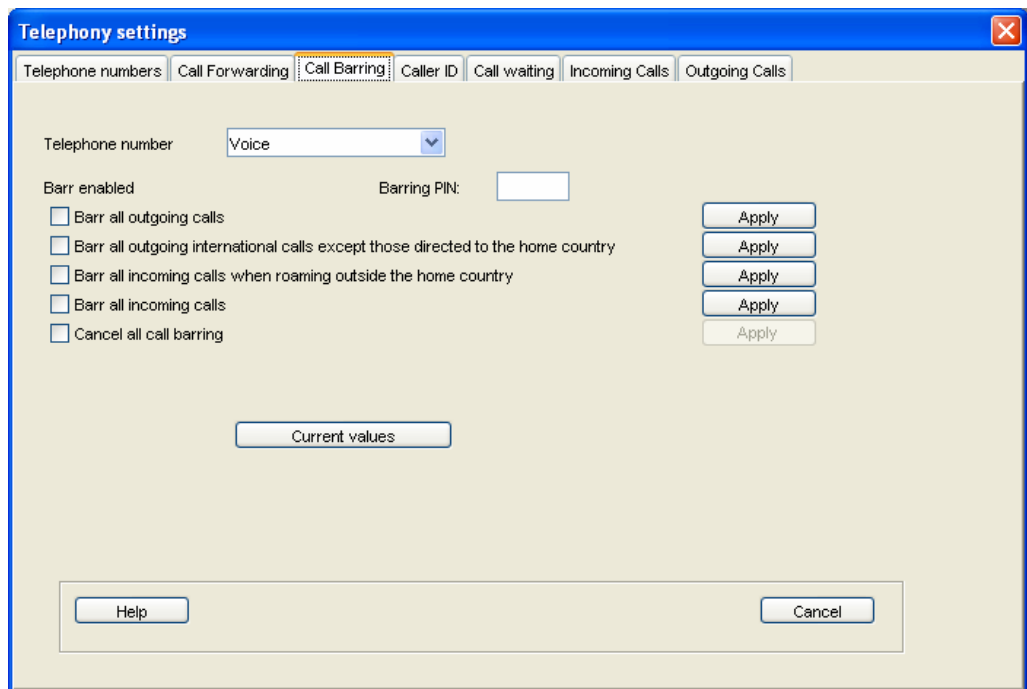 Telephony settings
Telephone numbers Call Forwarding Call Barring Caller ID Call waiting Incoming Calls Outgoing Calls
Telephone number Voice
Barr enabled Barring PIN:
Barr all outgoing calls Apply
Barr all outgoing international calls except those directed to the home country Apply
Barr all incoming calls when roaming outside the home country Apply
Barr all incoming calls Apply
Cancel all call barring Apply
Current values
Help Cancel